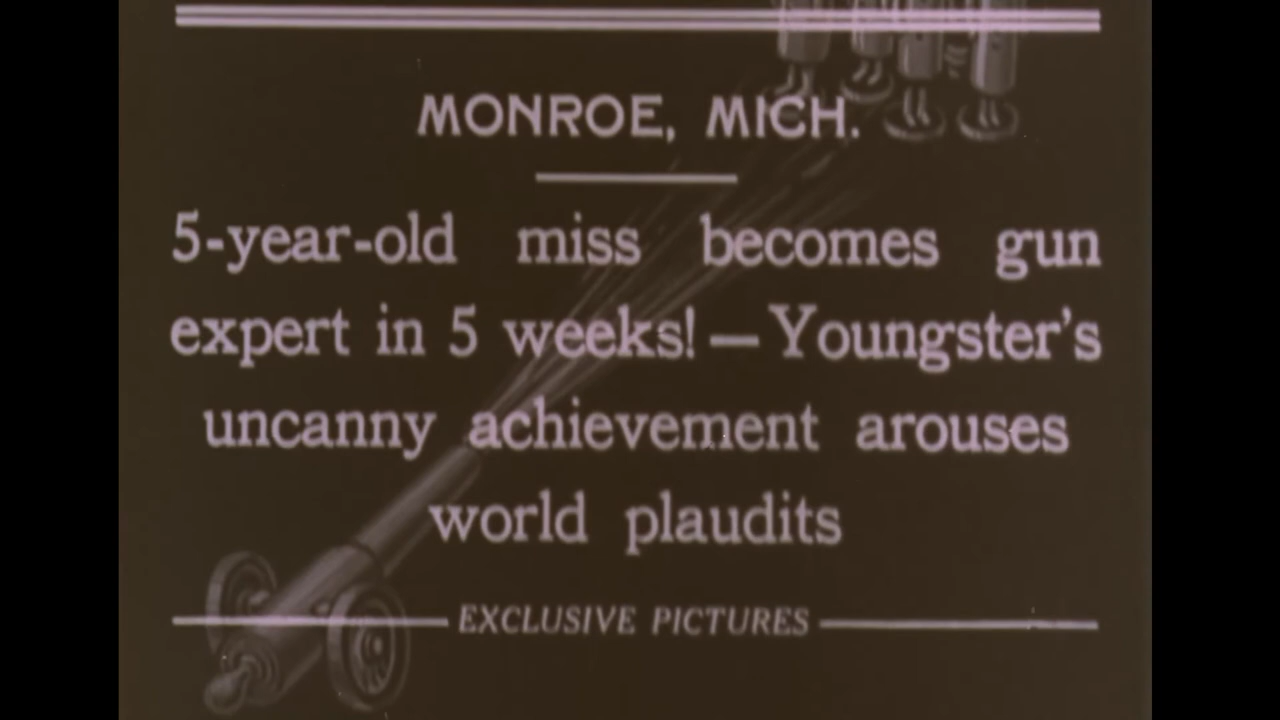 MONROE, MICH.
5-year-old miss becomes gun
expert in 5 weeks! — Youngster's
uncanny achievement arouses
world plaudits
EXCLUSIVE PICTURES